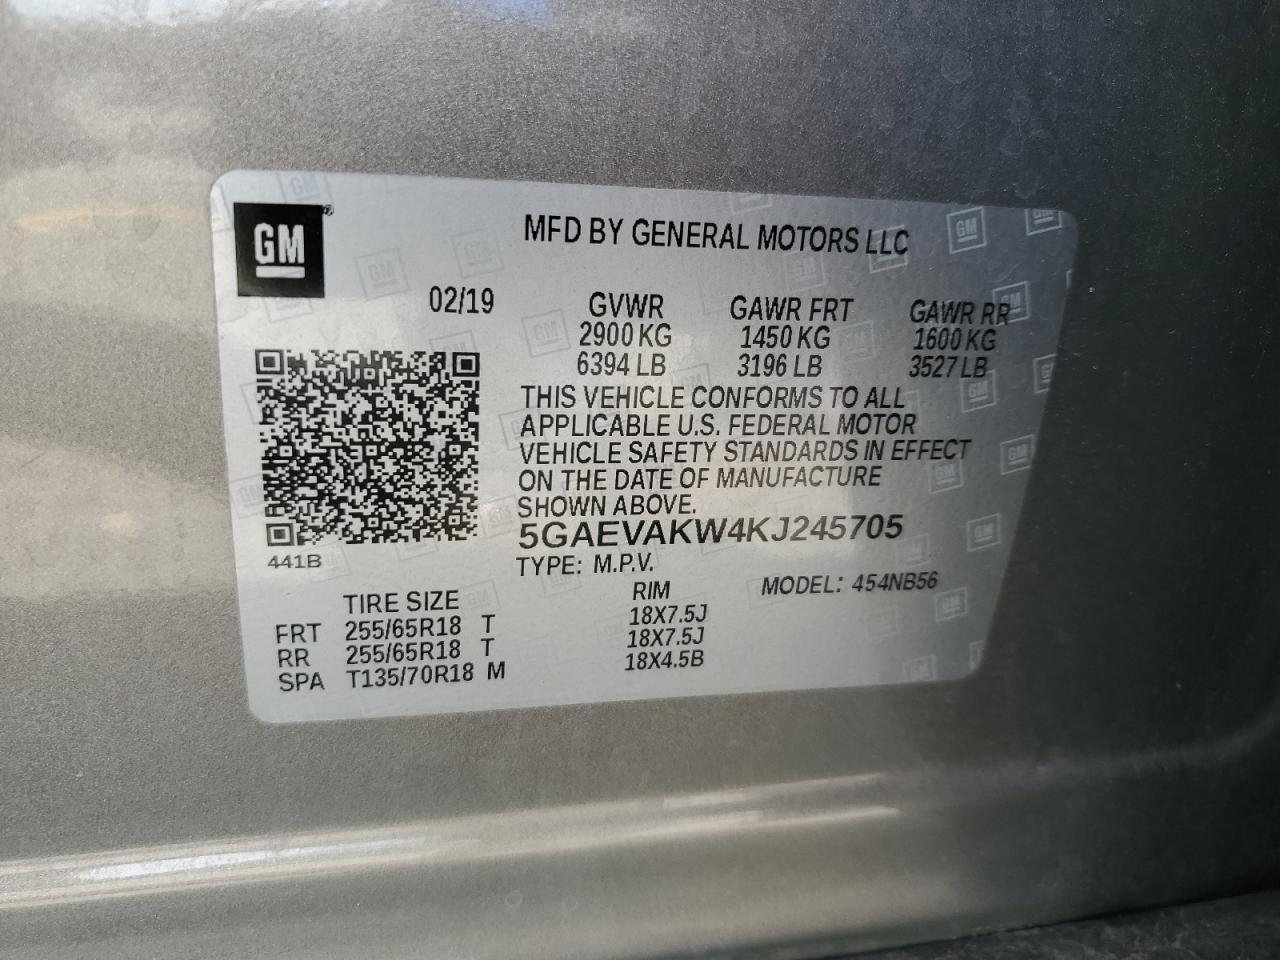 GM®
MFD BY GENERAL MOTORS LLC
02/19 GVWR GAWR FRT GAWR RR
2900 KG 1450 KG 1600 KG
6394 LB 3196 LB 3527 LB
THIS VEHICLE CONFORMS TO ALL
APPLICABLE U.S. FEDERAL MOTOR
VEHICLE SAFETY STANDARDS IN EFFECT
ON THE DATE OF MANUFACTURE
SHOWN ABOVE.
5GAEVAKW4KJ245705
441B
TYPE: M.P.V. MODEL: 454NB56
TIRE SIZE RIM
FRT 255/65R18 T 18X7.5J
RR 255/65R18 T 18X7.5J
SPA T135/70R18 M 18X4.5B